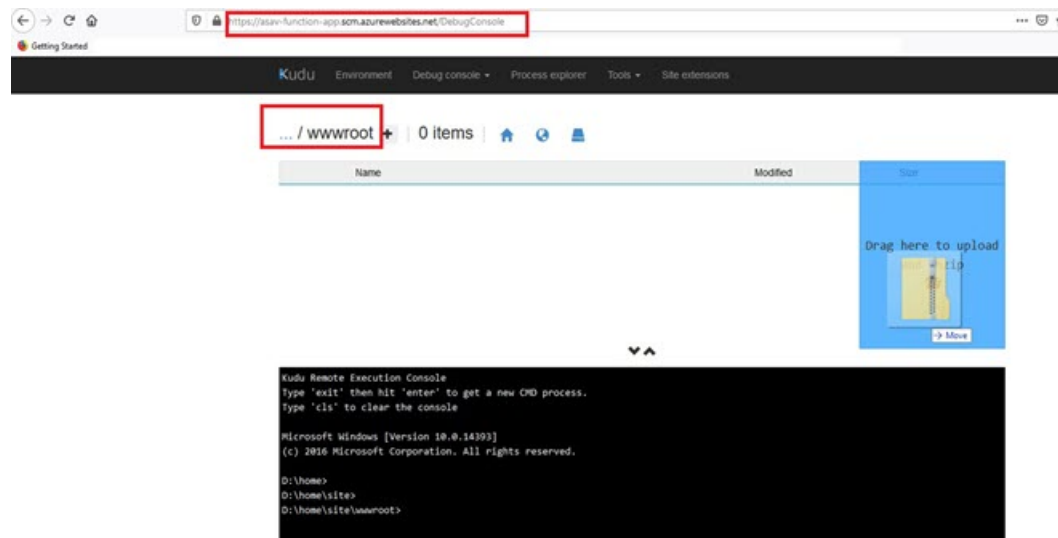 https://asav-function-app.scm.azurewebsites.net/DebugConsole
Getting Started
Kudu Environment Debug console Process explorer Tools Site extensions
... / wwwroot + | 0 items
Name Modified Size
Drag here to upload
zip
Move
Kudu Remote Execution Console
Type 'exit' then hit 'enter' to get a new CMD process.
Type 'cls' to clear the console
Microsoft Windows [Version 10.0.14393]
(c) 2016 Microsoft Corporation. All rights reserved.
D:\home>
D:\home\site>
D:\home\site\wwwroot>